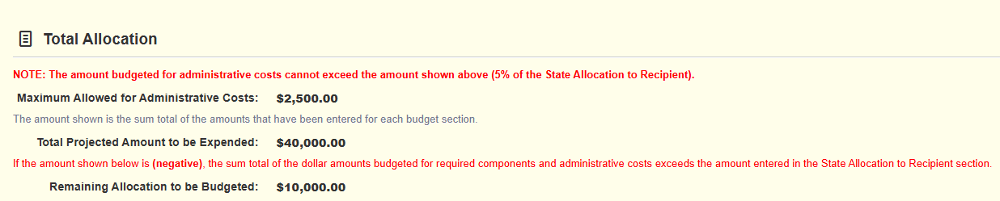 Total Allocation
NOTE: The amount budgeted for administrative costs cannot exceed the amount shown above (5% of the State Allocation to Recipient).
Maximum Allowed for Administrative Costs: $2,500.00
The amount shown is the sum total of the amounts that have been entered for each budget section.
Total Projected Amount to be Expended: $40,000.00
If the amount shown below is (negative), the sum total of the dollar amounts budgeted for required components and administrative costs exceeds the amount entered in the State Allocation to Recipient section.
Remaining Allocation to be Budgeted: $10,000.00